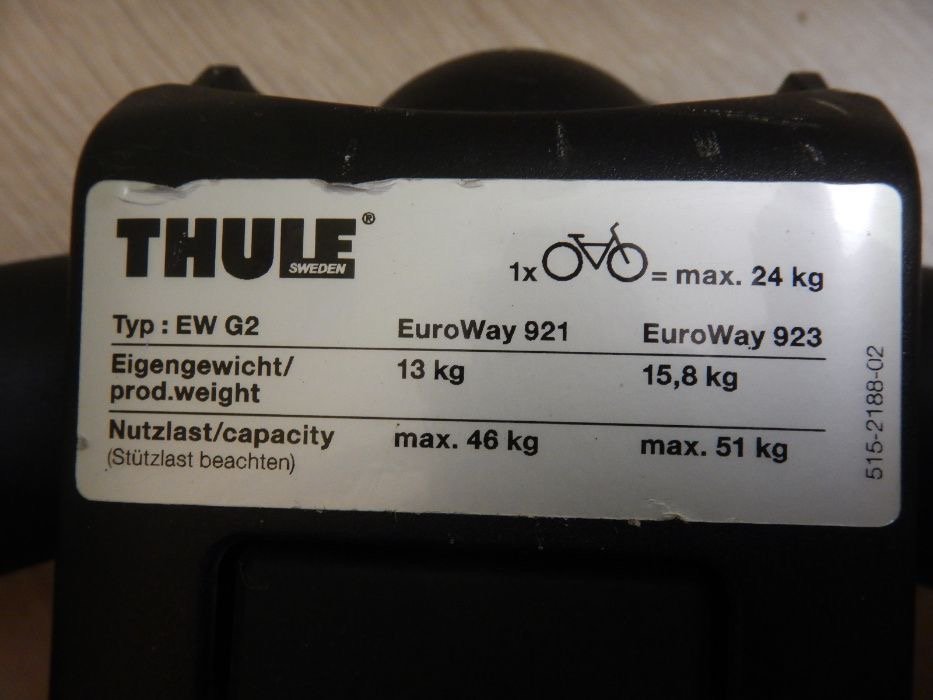 THULE®
SWEDEN
1x = max. 24 kg
Typ : EW G2 EuroWay 921 EuroWay 923
Eigengewicht/ 13 kg 15,8 kg
prod.weight
Nutzlast/capacity max. 46 kg max. 51 kg
(Stützlast beachten)
515-2188-02